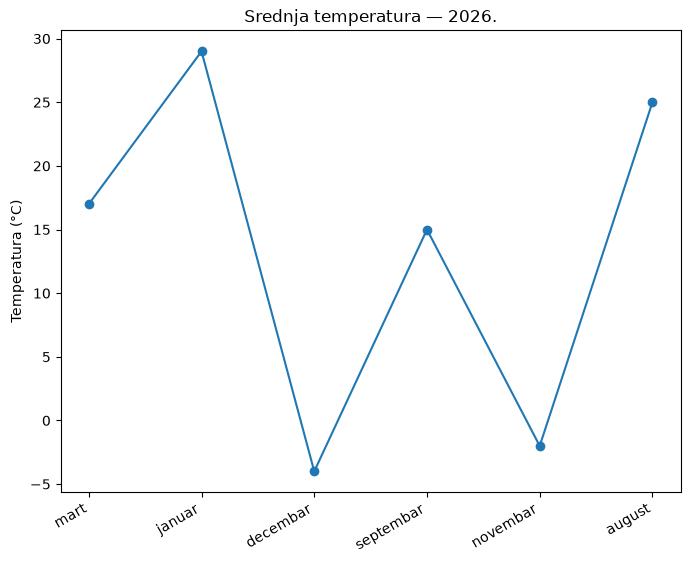 Srednja temperatura — 2026.
Temperatura (°C)
30
25
20
15
10
5
0
−5
mart
januar
decembar
septembar
novembar
august